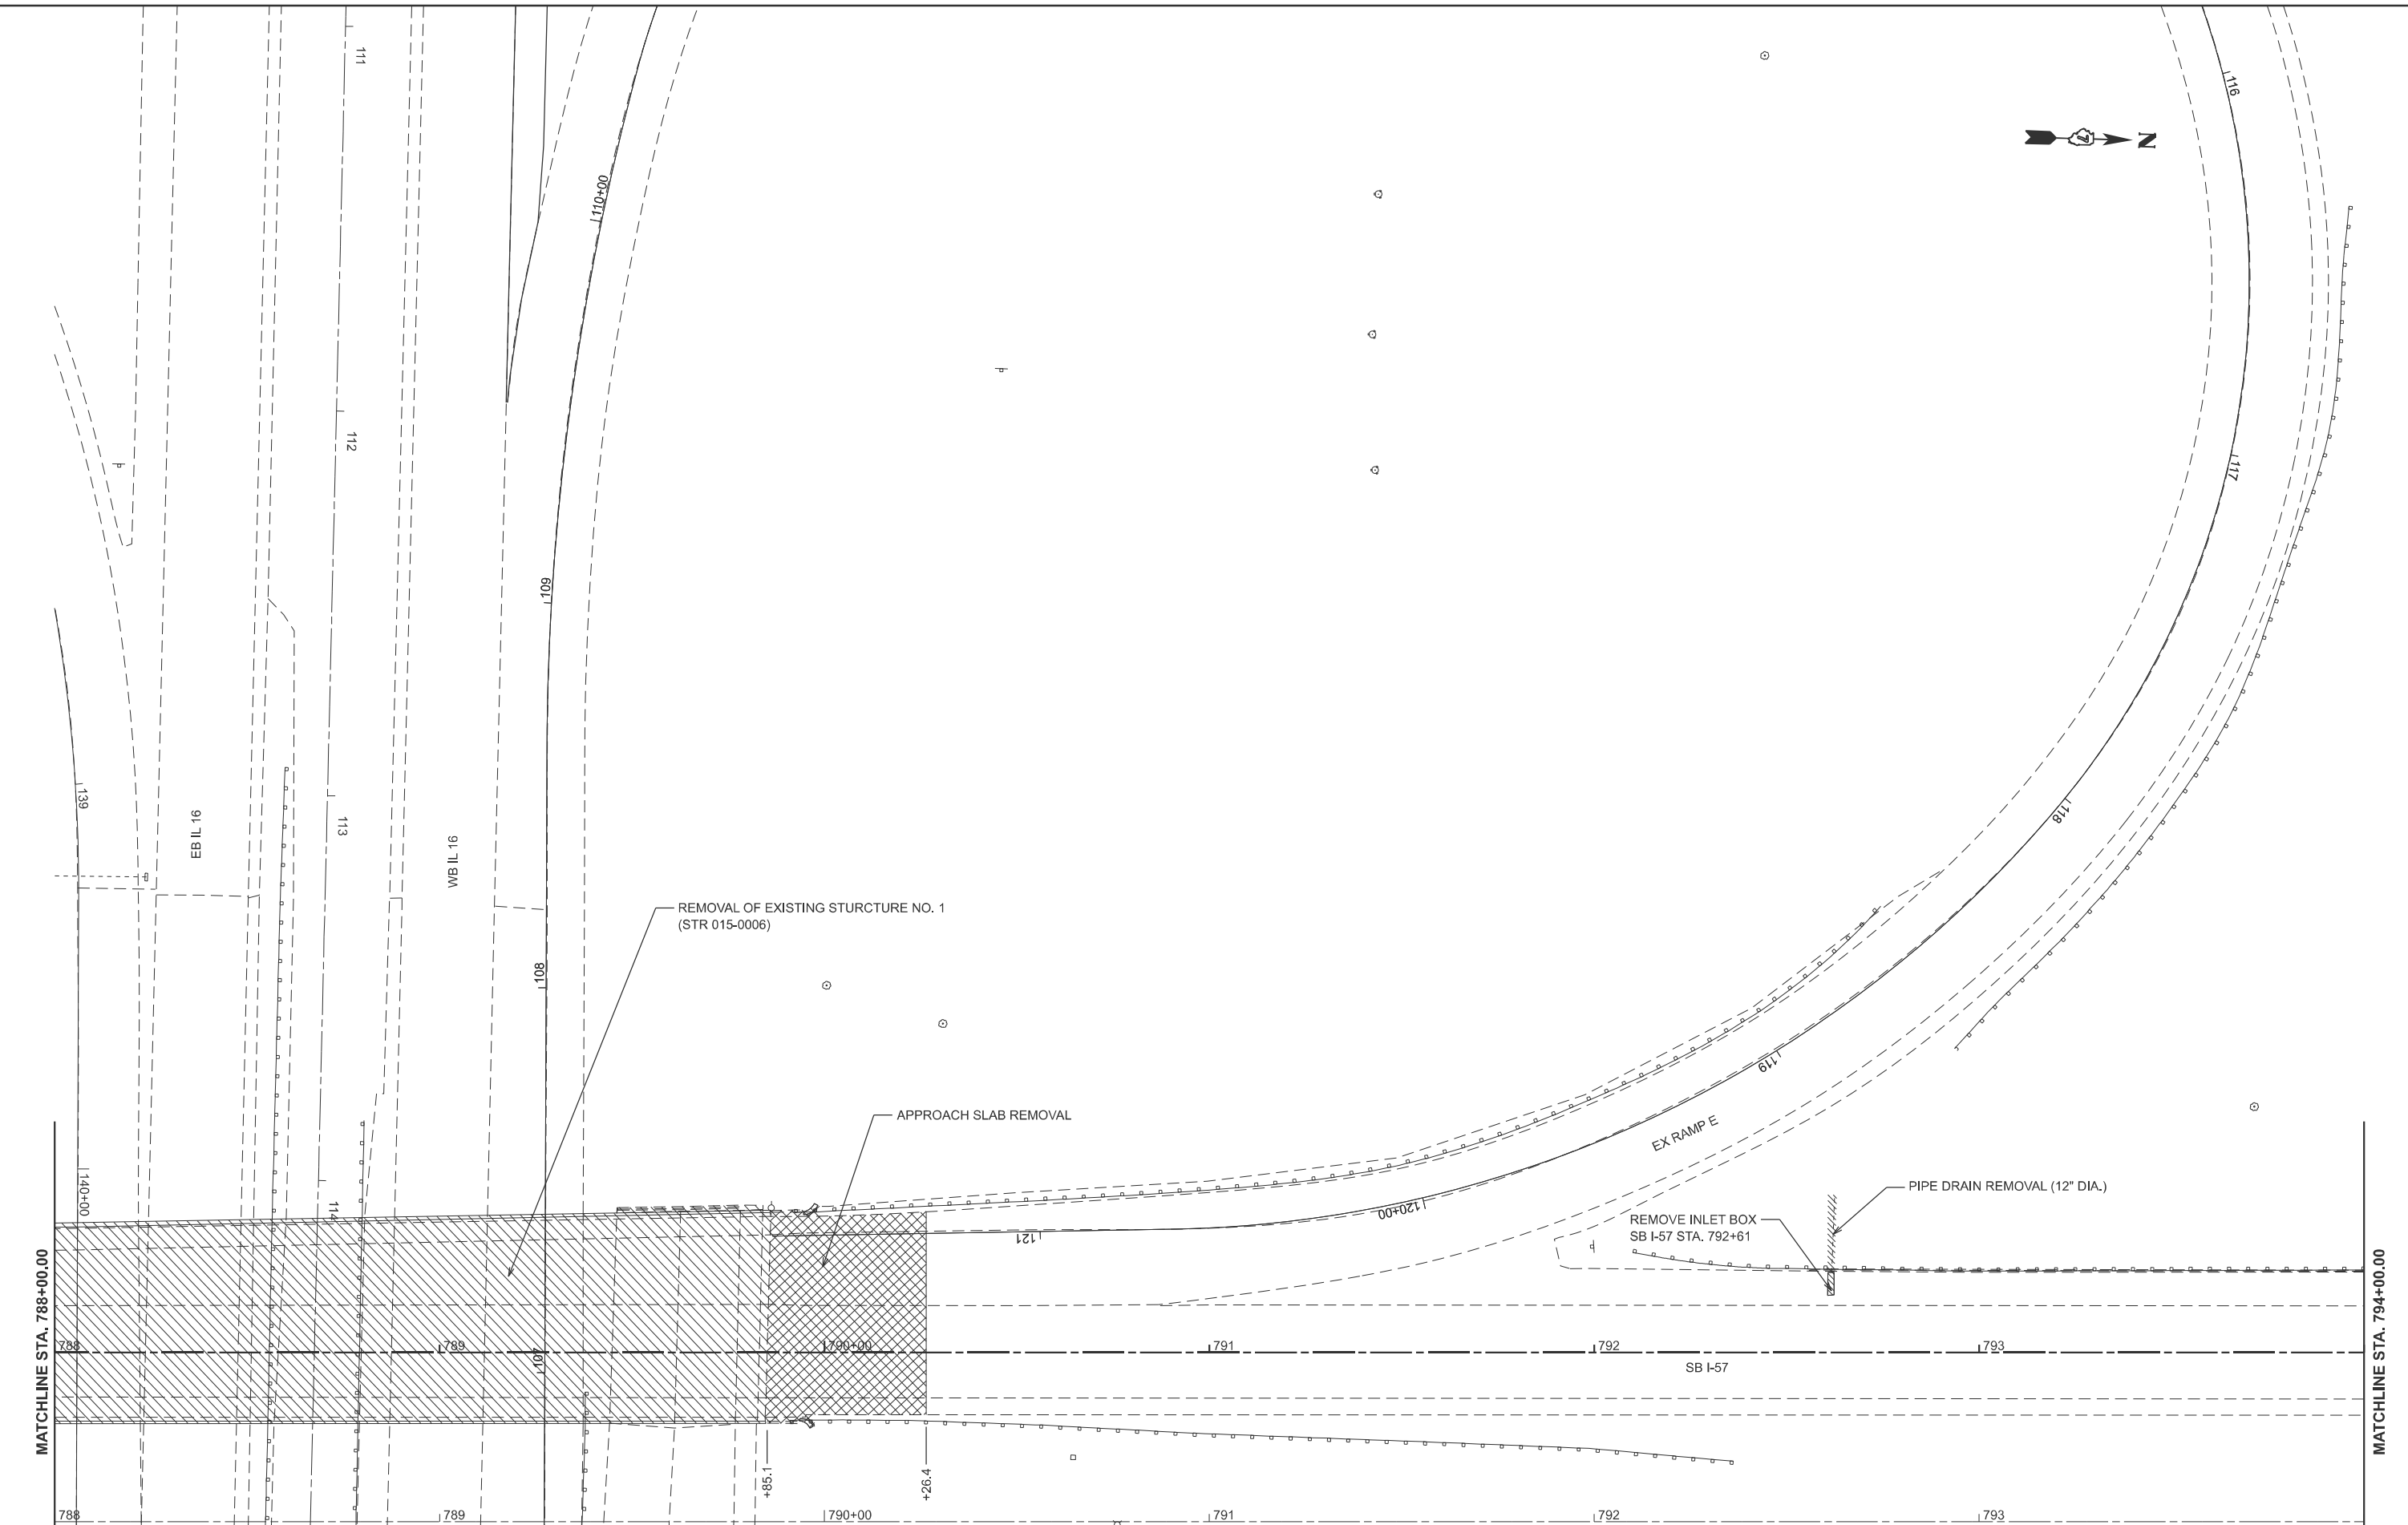 111
110+00
116
N
112
117
109
139
EB IL 16
113
WB IL 16
118
REMOVAL OF EXISTING STURCTURE NO. 1
(STR 015-0006)
108
119
APPROACH SLAB REMOVAL
EX RAMP E
140+00
114
120+00
121
PIPE DRAIN REMOVAL (12" DIA.)
REMOVE INLET BOX
SB I-57 STA. 792+61
MATCHLINE STA. 788+00.00
MATCHLINE STA. 794+00.00
788
789
790+00
791
792
793
107
SB I-57
+85.1
+26.4
788
789
790+00
791
792
793